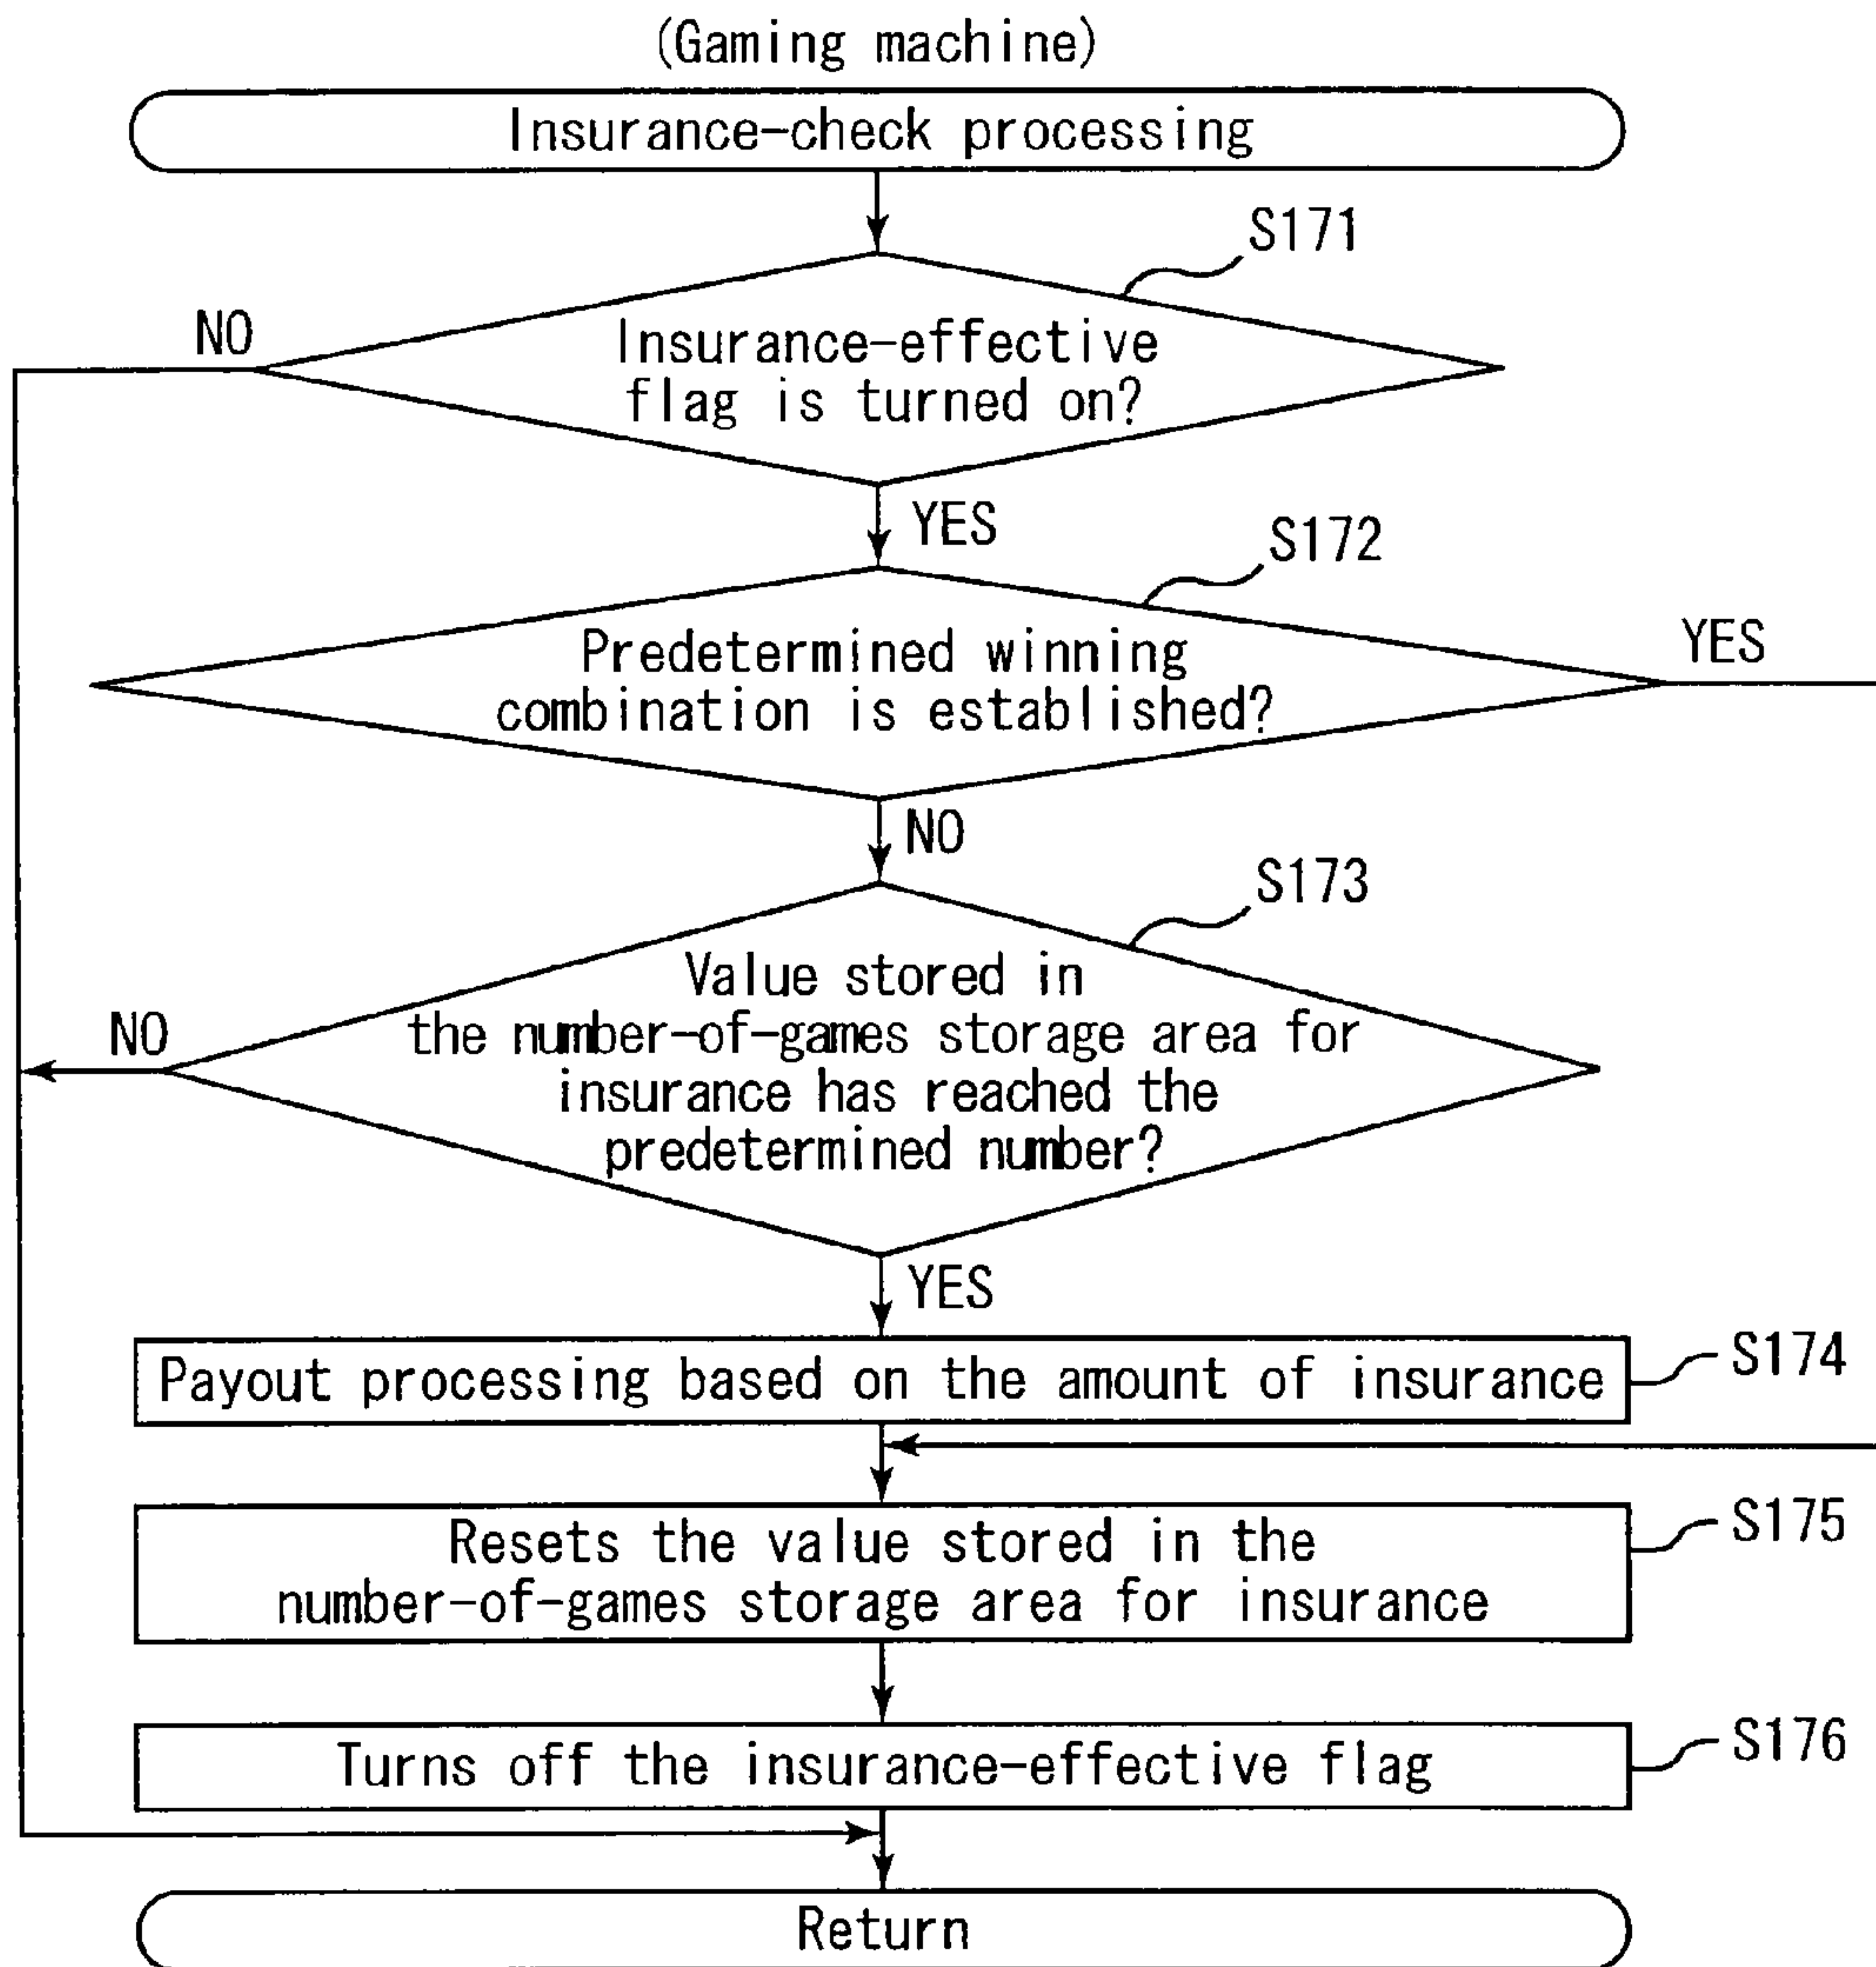 (Gaming machine)
Insurance-check processing
S171
NO
Insurance-effective
flag is turned on?
YES
S172
YES
Predetermined winning
combination is established?
NO
S173
Value stored in
NO
the number-of-games storage area for
insurance has reached the
predetermined number?
YES
Payout processing based on the amount of insurance
S174
Resets the value stored in the
number-of-games storage area for insurance
S175
Turns off the insurance-effective flag
S176
Return